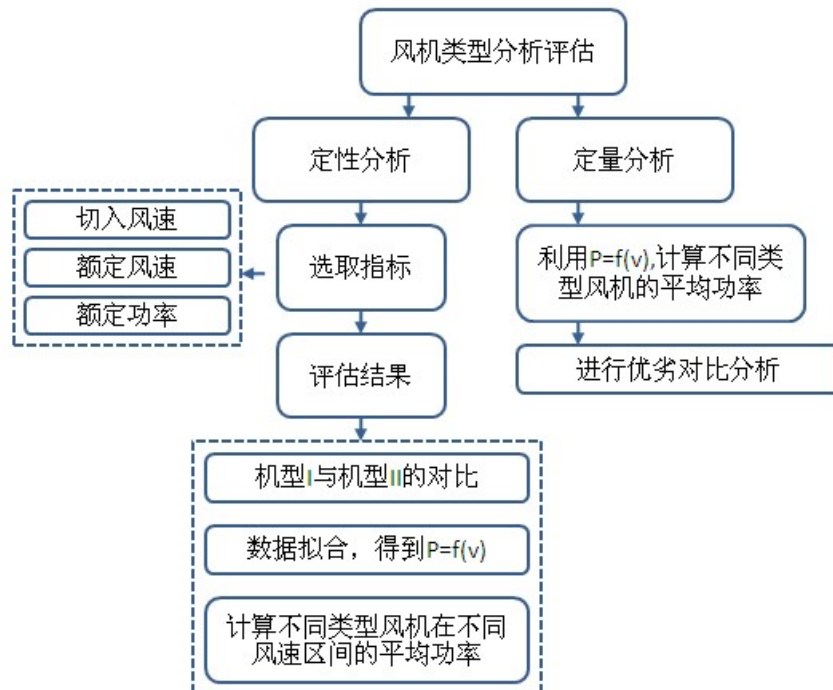 风机类型分析评估
定性分析
定量分析
切入风速
额定风速
额定功率
选取指标
利用P=f(v),计算不同类
型风机的平均功率
评估结果
进行优劣对比分析
机型I与机型II的对比
数据拟合，得到P=f(v)
计算不同类型风机在不同
风速区间的平均功率